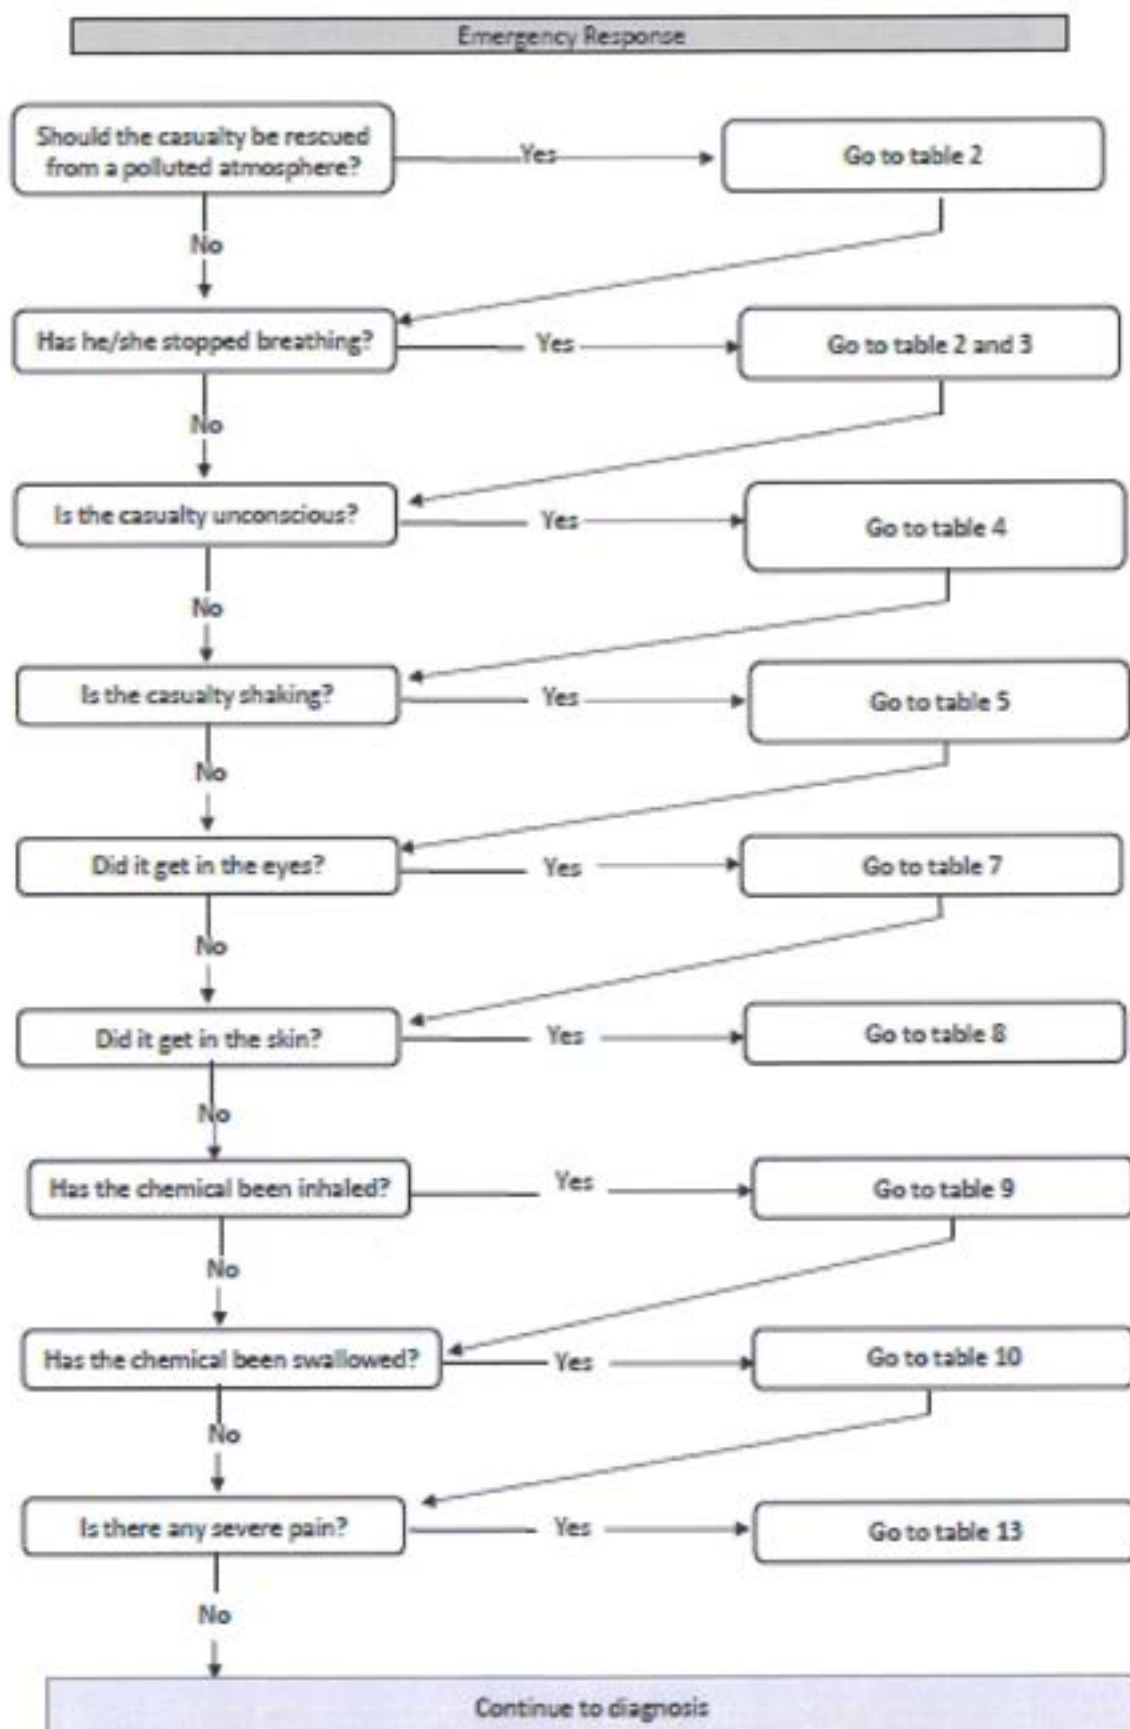 Emergency Response
Should the casualty be rescued
from a polluted atmosphere?
Yes
Go to table 2
No
Has he/she stopped breathing?
Yes
Go to table 2 and 3
No
Is the casualty unconscious?
Yes
Go to table 4
No
Is the casualty shaking?
Yes
Go to table 5
No
Did it get in the eyes?
Yes
Go to table 7
No
Did it get in the skin?
Yes
Go to table 8
No
Has the chemical been inhaled?
Yes
Go to table 9
No
Has the chemical been swallowed?
Yes
Go to table 10
No
Is there any severe pain?
Yes
Go to table 13
No
Continue to diagnosis